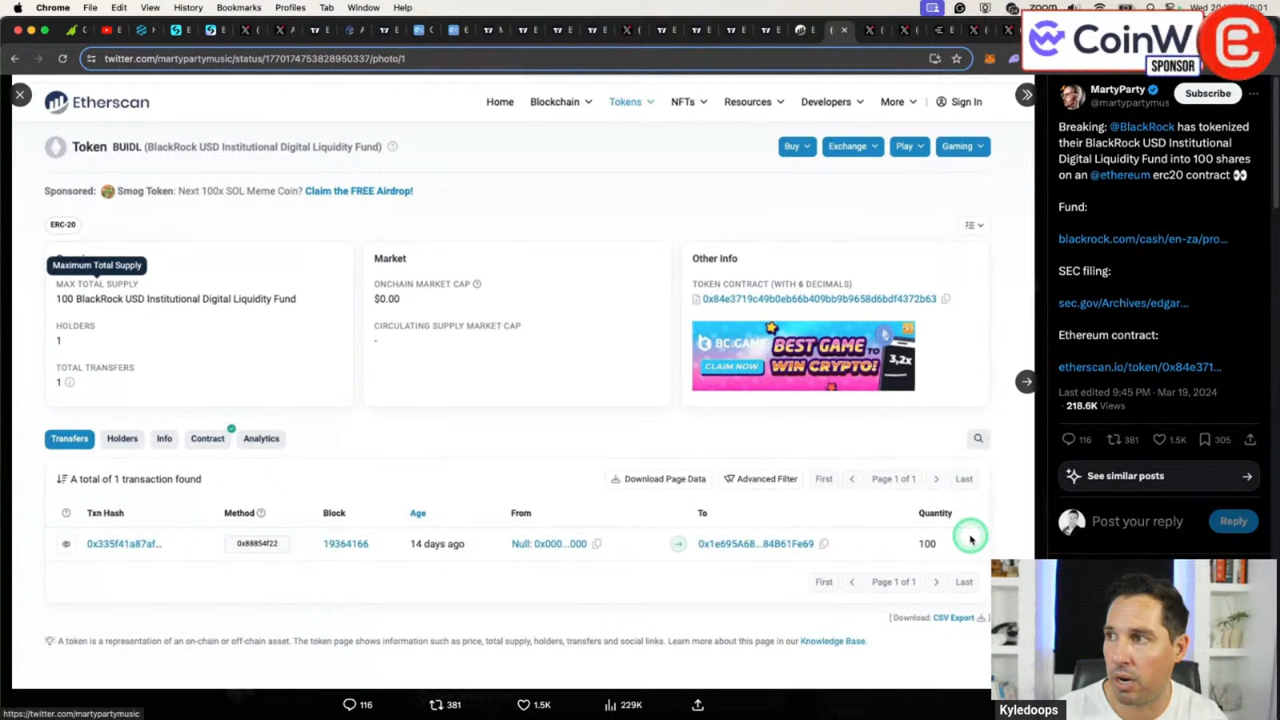 Chrome File Edit View History Bookmarks Profiles Tab Window Help
twitter.com/martypartymusic/status/1770174753828950337/photo/1
CoinW
SPONSOR
Etherscan
Home Blockchain Tokens NFTs Resources Developers More Sign In
Token BUIDL (BlackRock USD Institutional Digital Liquidity Fund)
Buy Exchange Play Gaming
Sponsored: Smog Token: Next 100x SOL Meme Coin? Claim the FREE Airdrop!
ERC-20
Maximum Total Supply
MAX TOTAL SUPPLY
100 BlackRock USD Institutional Digital Liquidity Fund
HOLDERS
1
TOTAL TRANSFERS
1
Market
ONCHAIN MARKET CAP
$0.00
CIRCULATING SUPPLY MARKET CAP
-
Other Info
TOKEN CONTRACT (WITH 6 DECIMALS)
0x84e3719c49b0eb66b409bb9b9658d6bdf4372b63
BC.GAME
CLAIM NOW
BEST GAME TO
WIN CRYPTO!
3,2x
Transfers Holders Info Contract Analytics
A total of 1 transaction found
Download Page Data Advanced Filter First Page 1 of 1 Last
Txn Hash Method Block Age From To Quantity
0x335f41a87af... 0x88854f22 19364166 14 days ago Null: 0x000...000 0x1e695A68...84B61Fe69 100
First Page 1 of 1 Last
[ Download: CSV Export ]
A token is a representation of an on-chain or off-chain asset. The token page shows information such as price, total supply, holders, transfers and social links. Learn more about this page in our Knowledge Base.
116 381 1.5K 229K
https://twitter.com/martypartymusic
MartyParty
@martypartymus
Subscribe
Breaking: @BlackRock has tokenized
their BlackRock USD Institutional
Digital Liquidity Fund into 100 shares
on an @ethereum erc20 contract 👀
Fund:
blackrock.com/cash/en-za/pro...
SEC filing:
sec.gov/Archives/edgar...
Ethereum contract:
etherscan.io/token/0x84e371...
Last edited 9:45 PM · Mar 19, 2024
· 218.6K Views
116 381 1.5K 305
See similar posts
Post your reply
Reply
Kyledoops